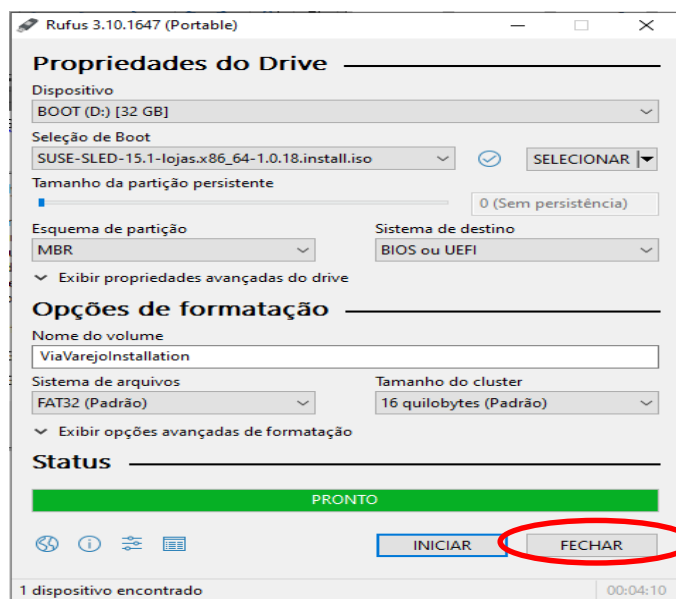 Rufus 3.10.1647 (Portable)
Propriedades do Drive
Dispositivo
BOOT (D:) [32 GB]
Seleção de Boot
SUSE-SLED-15.1-lojas.x86_64-1.0.18.install.iso
SELECIONAR
Tamanho da partição persistente
0 (Sem persistência)
Esquema de partição
Sistema de destino
MBR
BIOS ou UEFI
Exibir propriedades avançadas do drive
Opções de formatação
Nome do volume
ViaVarejoInstallation
Sistema de arquivos
Tamanho do cluster
FAT32 (Padrão)
16 quilobytes (Padrão)
Exibir opções avançadas de formatação
Status
PRONTO
INICIAR
FECHAR
1 dispositivo encontrado
00:04:10